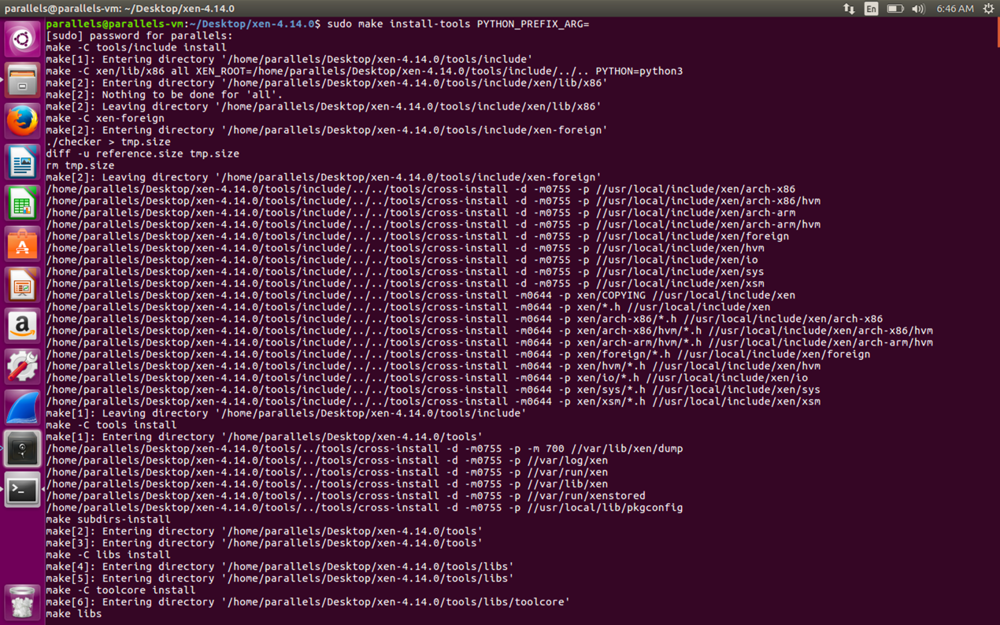 parallels@parallels-vm: ~/Desktop/xen-4.14.0
En
6:46 AM
parallels@parallels-vm:~/Desktop/xen-4.14.0$ sudo make install-tools PYTHON_PREFIX_ARG=
[sudo] password for parallels:
make -C tools/include install
make[1]: Entering directory '/home/parallels/Desktop/xen-4.14.0/tools/include'
make -C xen/lib/x86 all XEN_ROOT=/home/parallels/Desktop/xen-4.14.0/tools/include/../.. PYTHON=python3
make[2]: Entering directory '/home/parallels/Desktop/xen-4.14.0/tools/include/xen/lib/x86'
make[2]: Nothing to be done for 'all'.
make[2]: Leaving directory '/home/parallels/Desktop/xen-4.14.0/tools/include/xen/lib/x86'
make -C xen-foreign
make[2]: Entering directory '/home/parallels/Desktop/xen-4.14.0/tools/include/xen-foreign'
./checker > tmp.size
diff -u reference.size tmp.size
rm tmp.size
make[2]: Leaving directory '/home/parallels/Desktop/xen-4.14.0/tools/include/xen-foreign'
/home/parallels/Desktop/xen-4.14.0/tools/include/../../tools/cross-install -d -m0755 -p //usr/local/include/xen/arch-x86
/home/parallels/Desktop/xen-4.14.0/tools/include/../../tools/cross-install -d -m0755 -p //usr/local/include/xen/arch-x86/hvm
/home/parallels/Desktop/xen-4.14.0/tools/include/../../tools/cross-install -d -m0755 -p //usr/local/include/xen/arch-arm
/home/parallels/Desktop/xen-4.14.0/tools/include/../../tools/cross-install -d -m0755 -p //usr/local/include/xen/arch-arm/hvm
/home/parallels/Desktop/xen-4.14.0/tools/include/../../tools/cross-install -d -m0755 -p //usr/local/include/xen/foreign
/home/parallels/Desktop/xen-4.14.0/tools/include/../../tools/cross-install -d -m0755 -p //usr/local/include/xen/hvm
/home/parallels/Desktop/xen-4.14.0/tools/include/../../tools/cross-install -d -m0755 -p //usr/local/include/xen/io
/home/parallels/Desktop/xen-4.14.0/tools/include/../../tools/cross-install -d -m0755 -p //usr/local/include/xen/sys
/home/parallels/Desktop/xen-4.14.0/tools/include/../../tools/cross-install -d -m0755 -p //usr/local/include/xen/xsm
/home/parallels/Desktop/xen-4.14.0/tools/include/../../tools/cross-install -m0644 -p xen/COPYING //usr/local/include/xen
/home/parallels/Desktop/xen-4.14.0/tools/include/../../tools/cross-install -m0644 -p xen/*.h //usr/local/include/xen
/home/parallels/Desktop/xen-4.14.0/tools/include/../../tools/cross-install -m0644 -p xen/arch-x86/*.h //usr/local/include/xen/arch-x86
/home/parallels/Desktop/xen-4.14.0/tools/include/../../tools/cross-install -m0644 -p xen/arch-x86/hvm/*.h //usr/local/include/xen/arch-x86/hvm
/home/parallels/Desktop/xen-4.14.0/tools/include/../../tools/cross-install -m0644 -p xen/arch-arm/hvm/*.h //usr/local/include/xen/arch-arm/hvm
/home/parallels/Desktop/xen-4.14.0/tools/include/../../tools/cross-install -m0644 -p xen/foreign/*.h //usr/local/include/xen/foreign
/home/parallels/Desktop/xen-4.14.0/tools/include/../../tools/cross-install -m0644 -p xen/hvm/*.h //usr/local/include/xen/hvm
/home/parallels/Desktop/xen-4.14.0/tools/include/../../tools/cross-install -m0644 -p xen/io/*.h //usr/local/include/xen/io
/home/parallels/Desktop/xen-4.14.0/tools/include/../../tools/cross-install -m0644 -p xen/sys/*.h //usr/local/include/xen/sys
/home/parallels/Desktop/xen-4.14.0/tools/include/../../tools/cross-install -m0644 -p xen/xsm/*.h //usr/local/include/xen/xsm
make[1]: Leaving directory '/home/parallels/Desktop/xen-4.14.0/tools/include'
make -C tools install
make[1]: Entering directory '/home/parallels/Desktop/xen-4.14.0/tools'
/home/parallels/Desktop/xen-4.14.0/tools/../tools/cross-install -d -m0755 -p -m 700 //var/lib/xen/dump
/home/parallels/Desktop/xen-4.14.0/tools/../tools/cross-install -d -m0755 -p //var/log/xen
/home/parallels/Desktop/xen-4.14.0/tools/../tools/cross-install -d -m0755 -p //var/run/xen
/home/parallels/Desktop/xen-4.14.0/tools/../tools/cross-install -d -m0755 -p //var/lib/xen
/home/parallels/Desktop/xen-4.14.0/tools/../tools/cross-install -d -m0755 -p //var/run/xenstored
/home/parallels/Desktop/xen-4.14.0/tools/../tools/cross-install -d -m0755 -p //usr/local/lib/pkgconfig
make subdirs-install
make[2]: Entering directory '/home/parallels/Desktop/xen-4.14.0/tools'
make[3]: Entering directory '/home/parallels/Desktop/xen-4.14.0/tools'
make -C libs install
make[4]: Entering directory '/home/parallels/Desktop/xen-4.14.0/tools/libs'
make[5]: Entering directory '/home/parallels/Desktop/xen-4.14.0/tools/libs'
make -C toolcore install
make[6]: Entering directory '/home/parallels/Desktop/xen-4.14.0/tools/libs/toolcore'
make libs